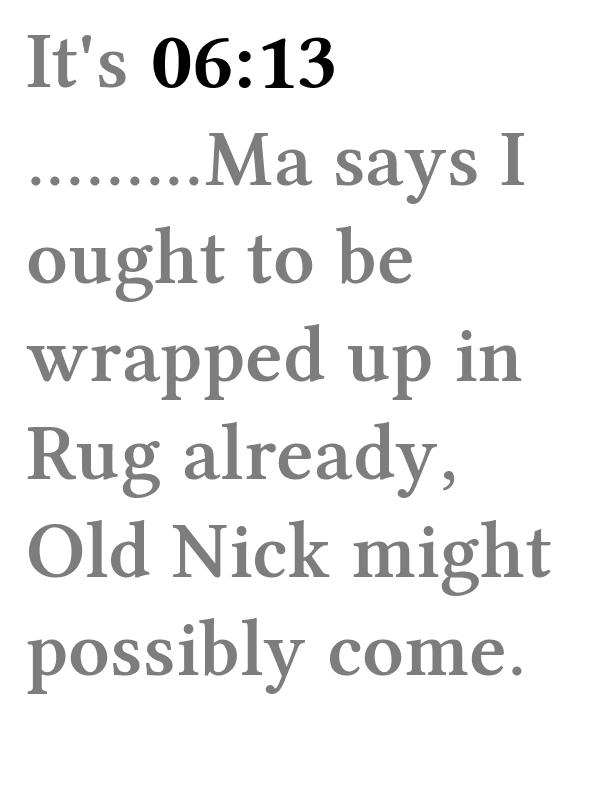 It's 06:13
.........Ma says I
ought to be
wrapped up in
Rug already,
Old Nick might
possibly come.